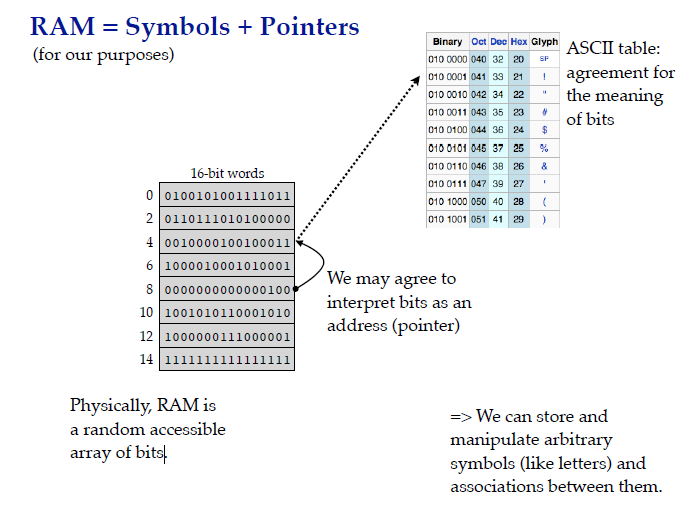 RAM = Symbols + Pointers
(for our purposes)
Binary Oct Dec Hex Glyph
010 0000 040 32 20 SP
010 0001 041 33 21 !
010 0010 042 34 22 "
010 0011 043 35 23 #
010 0100 044 36 24 $
010 0101 045 37 25 %
010 0110 046 38 26 &
010 0111 047 39 27 '
010 1000 050 40 28 (
010 1001 051 41 29 )
ASCII table:
agreement for
the meaning
of bits
16-bit words
0 0100101001111011
2 0110111010100000
4 0010000100100011
6 1000010001010001
8 0000000000000100
10 1001010110001010
12 1000000111000001
14 1111111111111111
We may agree to
interpret bits as an
address (pointer)
Physically, RAM is
a random accessible
array of bits.
=> We can store and
manipulate arbitrary
symbols (like letters) and
associations between them.